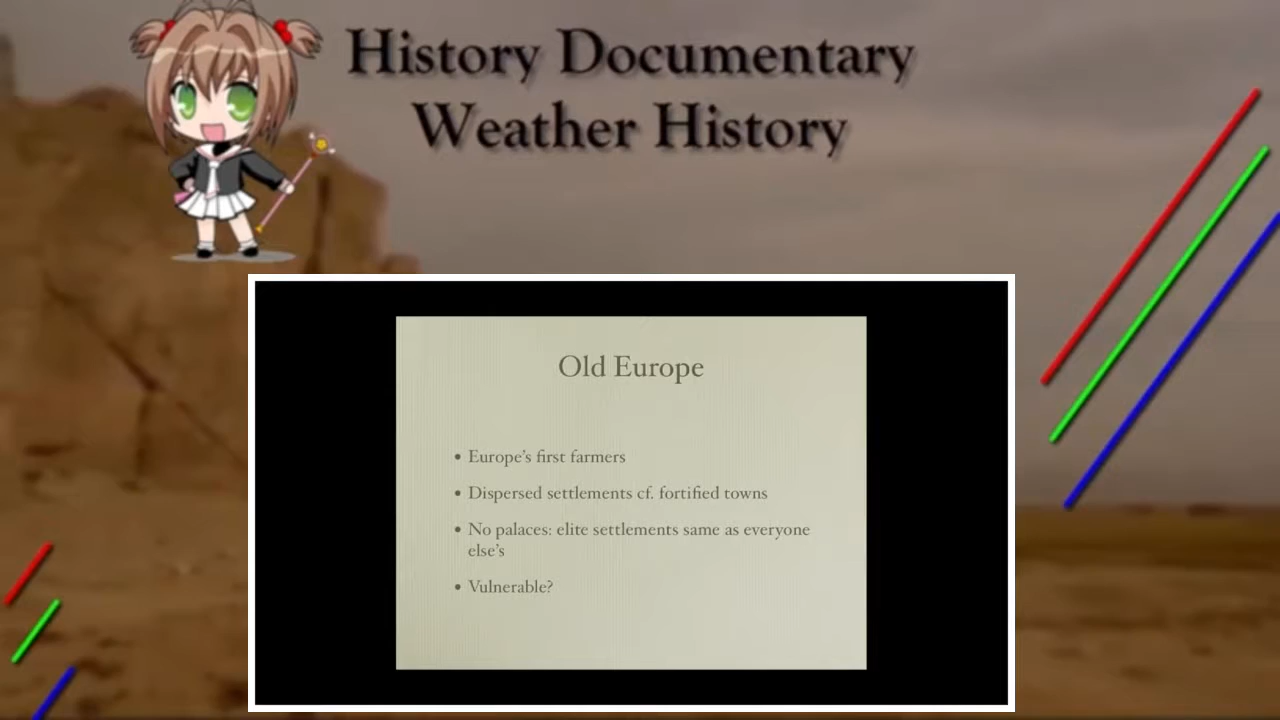 History Documentary
Weather History
Old Europe
• Europe's first farmers
• Dispersed settlements cf. fortified towns
• No palaces: elite settlements same as everyone
else's
• Vulnerable?